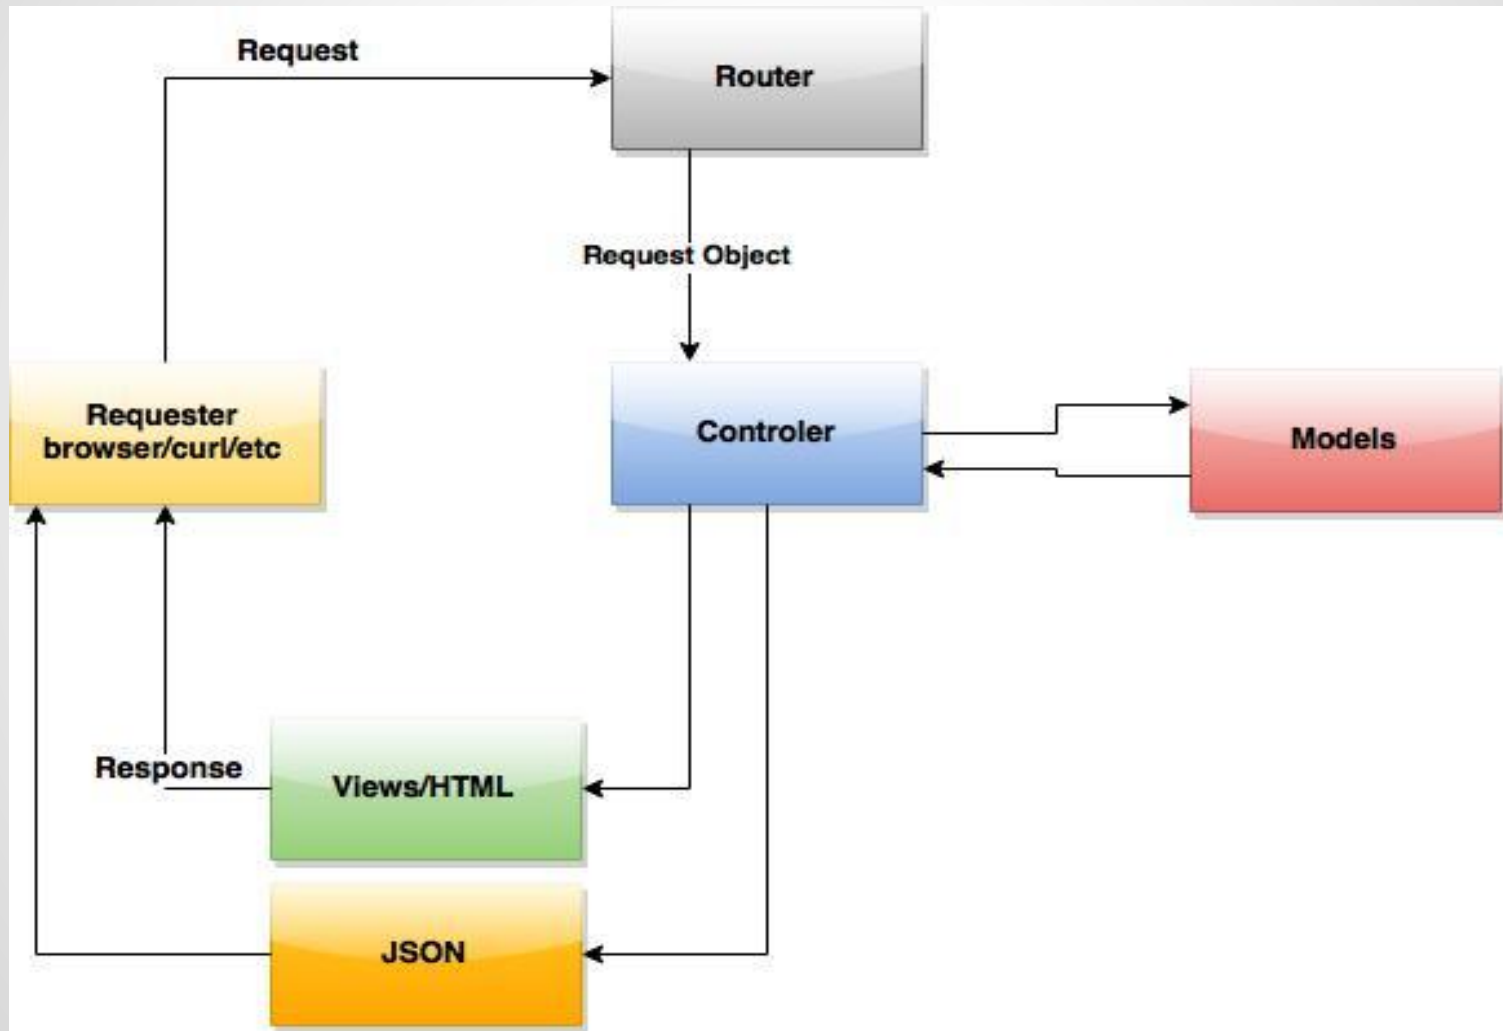 Request
Router
Request Object
Requester
browser/curl/etc
Controler
Models
Response
Views/HTML
JSON